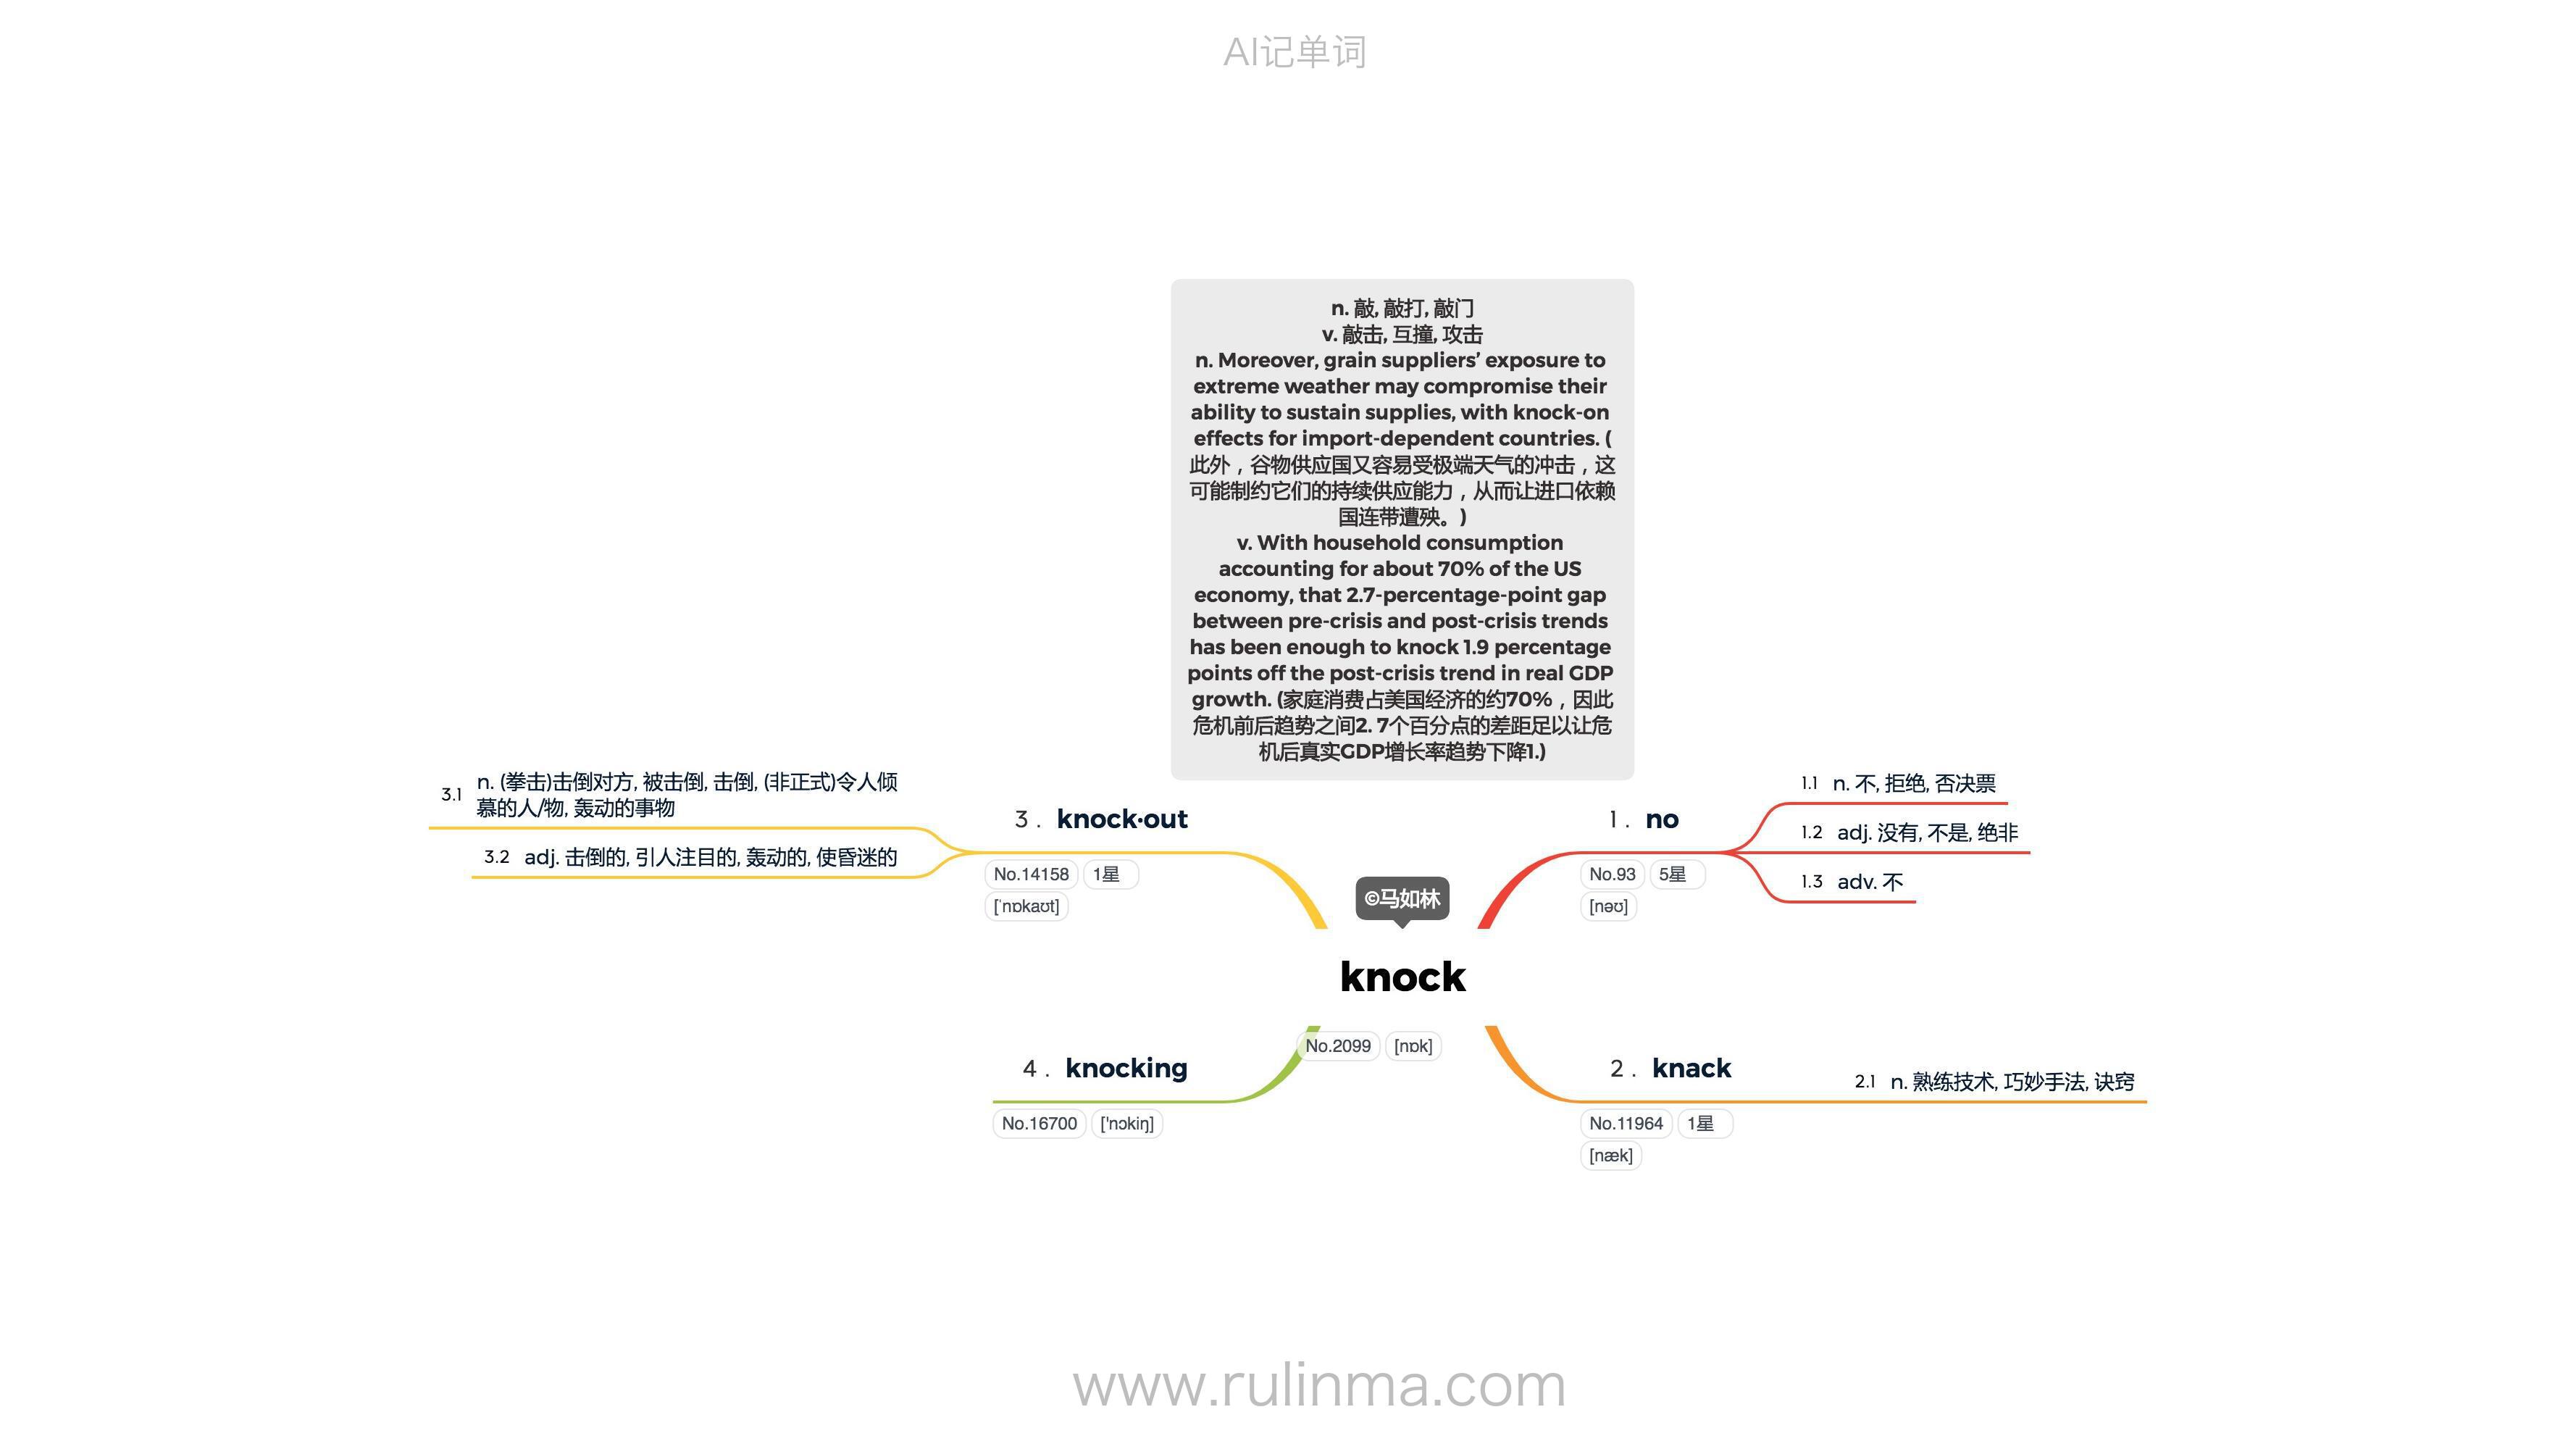 AI记单词
n. 敲, 敲打, 敲门
v. 敲击, 互撞, 攻击
n. Moreover, grain suppliers’ exposure to
extreme weather may compromise their
ability to sustain supplies, with knock-on
effects for import-dependent countries. (
此外，谷物供应国又容易受极端天气的冲击，这
可能制约它们的持续供应能力，从而让进口依赖
国连带遭殃。)
v. With household consumption
accounting for about 70% of the US
economy, that 2.7-percentage-point gap
between pre-crisis and post-crisis trends
has been enough to knock 1.9 percentage
points off the post-crisis trend in real GDP
growth. (家庭消费占美国经济的约70%，因此
危机前后趋势之间2. 7个百分点的差距足以让危
机后真实GDP增长率趋势下降1.)
©马如林
knock
No.2099 [nɒk]
1 . no
No.93 5星
[nəʊ]
1.1 n. 不, 拒绝, 否决票
1.2 adj. 没有, 不是, 绝非
1.3 adv. 不
2 . knack
No.11964 1星
[næk]
2.1 n. 熟练技术, 巧妙手法, 诀窍
3 . knock·out
No.14158 1星
[ˈnɒkaʊt]
3.1 n. (拳击)击倒对方, 被击倒, 击倒, (非正式)令人倾
慕的人/物, 轰动的事物
3.2 adj. 击倒的, 引人注目的, 轰动的, 使昏迷的
4 . knocking
No.16700 ['nɔkiŋ]
www.rulinma.com